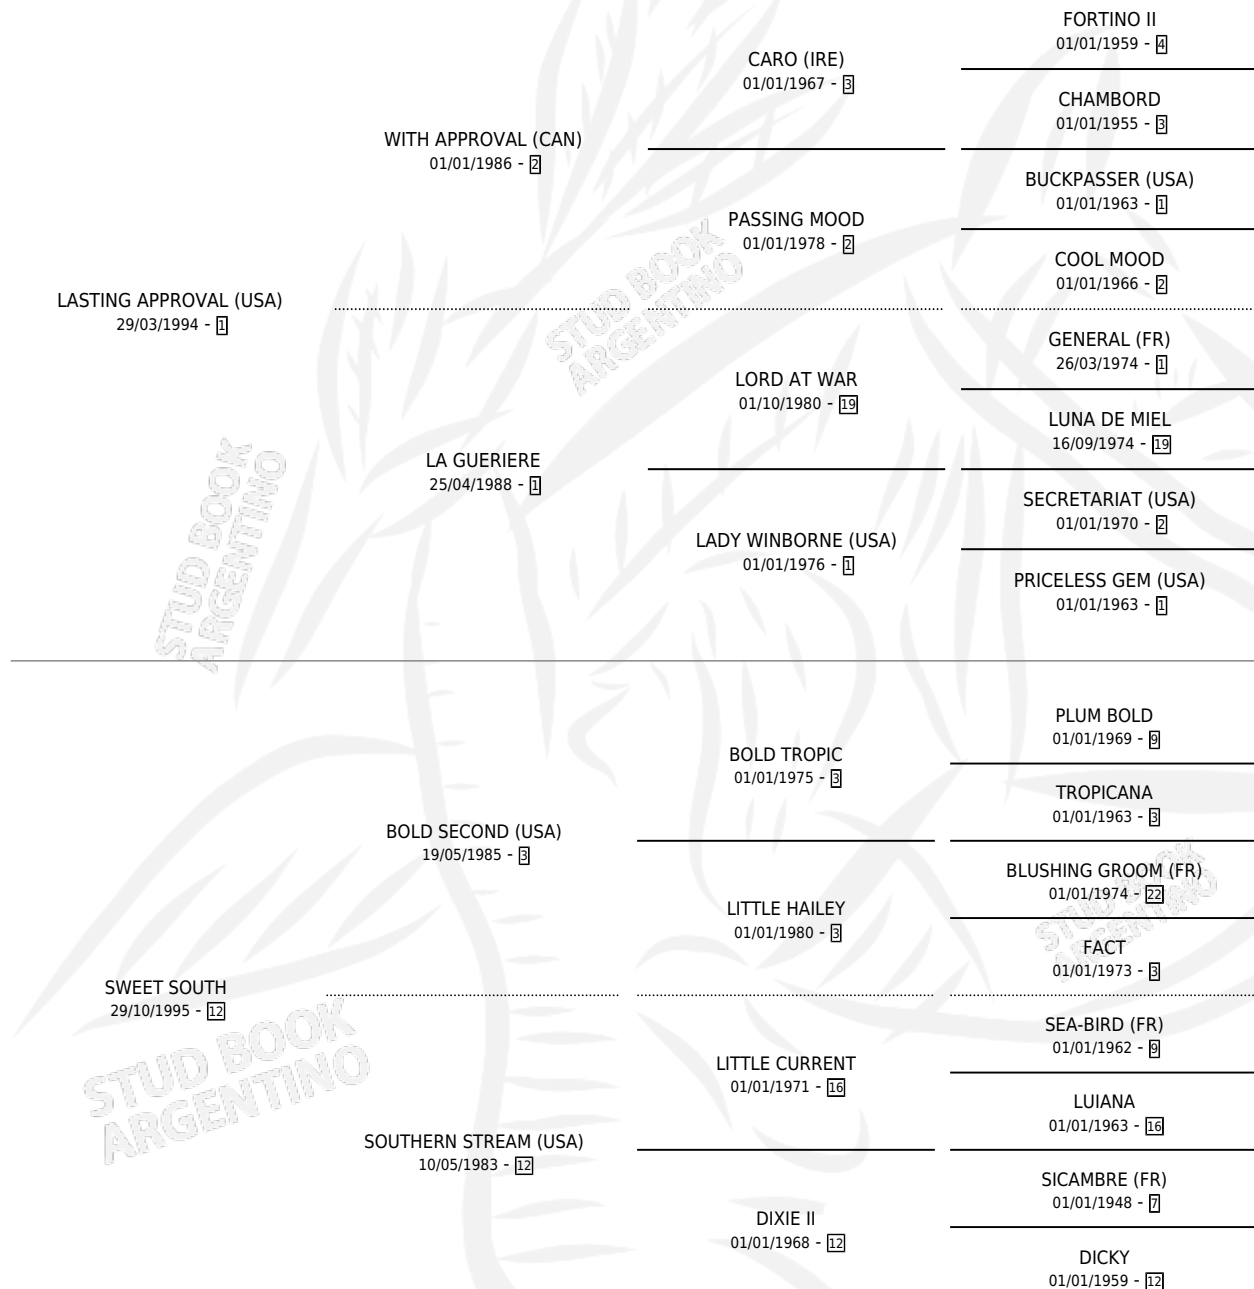 FORTINO II
01/01/1959 - 4
CARO (IRE)
01/01/1967 - 3
CHAMBORD
01/01/1955 - 3
WITH APPROVAL (CAN)
01/01/1986 - 2
BUCKPASSER (USA)
01/01/1963 - 1
PASSING MOOD
01/01/1978 - 2
COOL MOOD
01/01/1966 - 2
LASTING APPROVAL (USA)
29/03/1994 - 1
GENERAL (FR)
26/03/1974 - 1
LORD AT WAR
01/10/1980 - 19
LUNA DE MIEL
16/09/1974 - 19
LA GUERIERE
25/04/1988 - 1
SECRETARIAT (USA)
01/01/1970 - 2
LADY WINBORNE (USA)
01/01/1976 - 1
PRICELESS GEM (USA)
01/01/1963 - 1
PLUM BOLD
01/01/1969 - 9
BOLD TROPIC
01/01/1975 - 3
TROPICANA
01/01/1963 - 3
BOLD SECOND (USA)
19/05/1985 - 3
BLUSHING GROOM (FR)
01/01/1974 - 22
LITTLE HAILEY
01/01/1980 - 3
FACT
01/01/1973 - 3
SWEET SOUTH
29/10/1995 - 12
SEA-BIRD (FR)
01/01/1962 - 9
LITTLE CURRENT
01/01/1971 - 16
LUIANA
01/01/1963 - 16
SOUTHERN STREAM (USA)
10/05/1983 - 12
SICAMBRE (FR)
01/01/1948 - 7
DIXIE II
01/01/1968 - 12
DICKY
01/01/1959 - 12
STUD BOOK
ARGENTINO
STUD BOOK
ARGENTINO
STUD BOOK
ARGENTINO
STUD BOOK
ARGENTINO